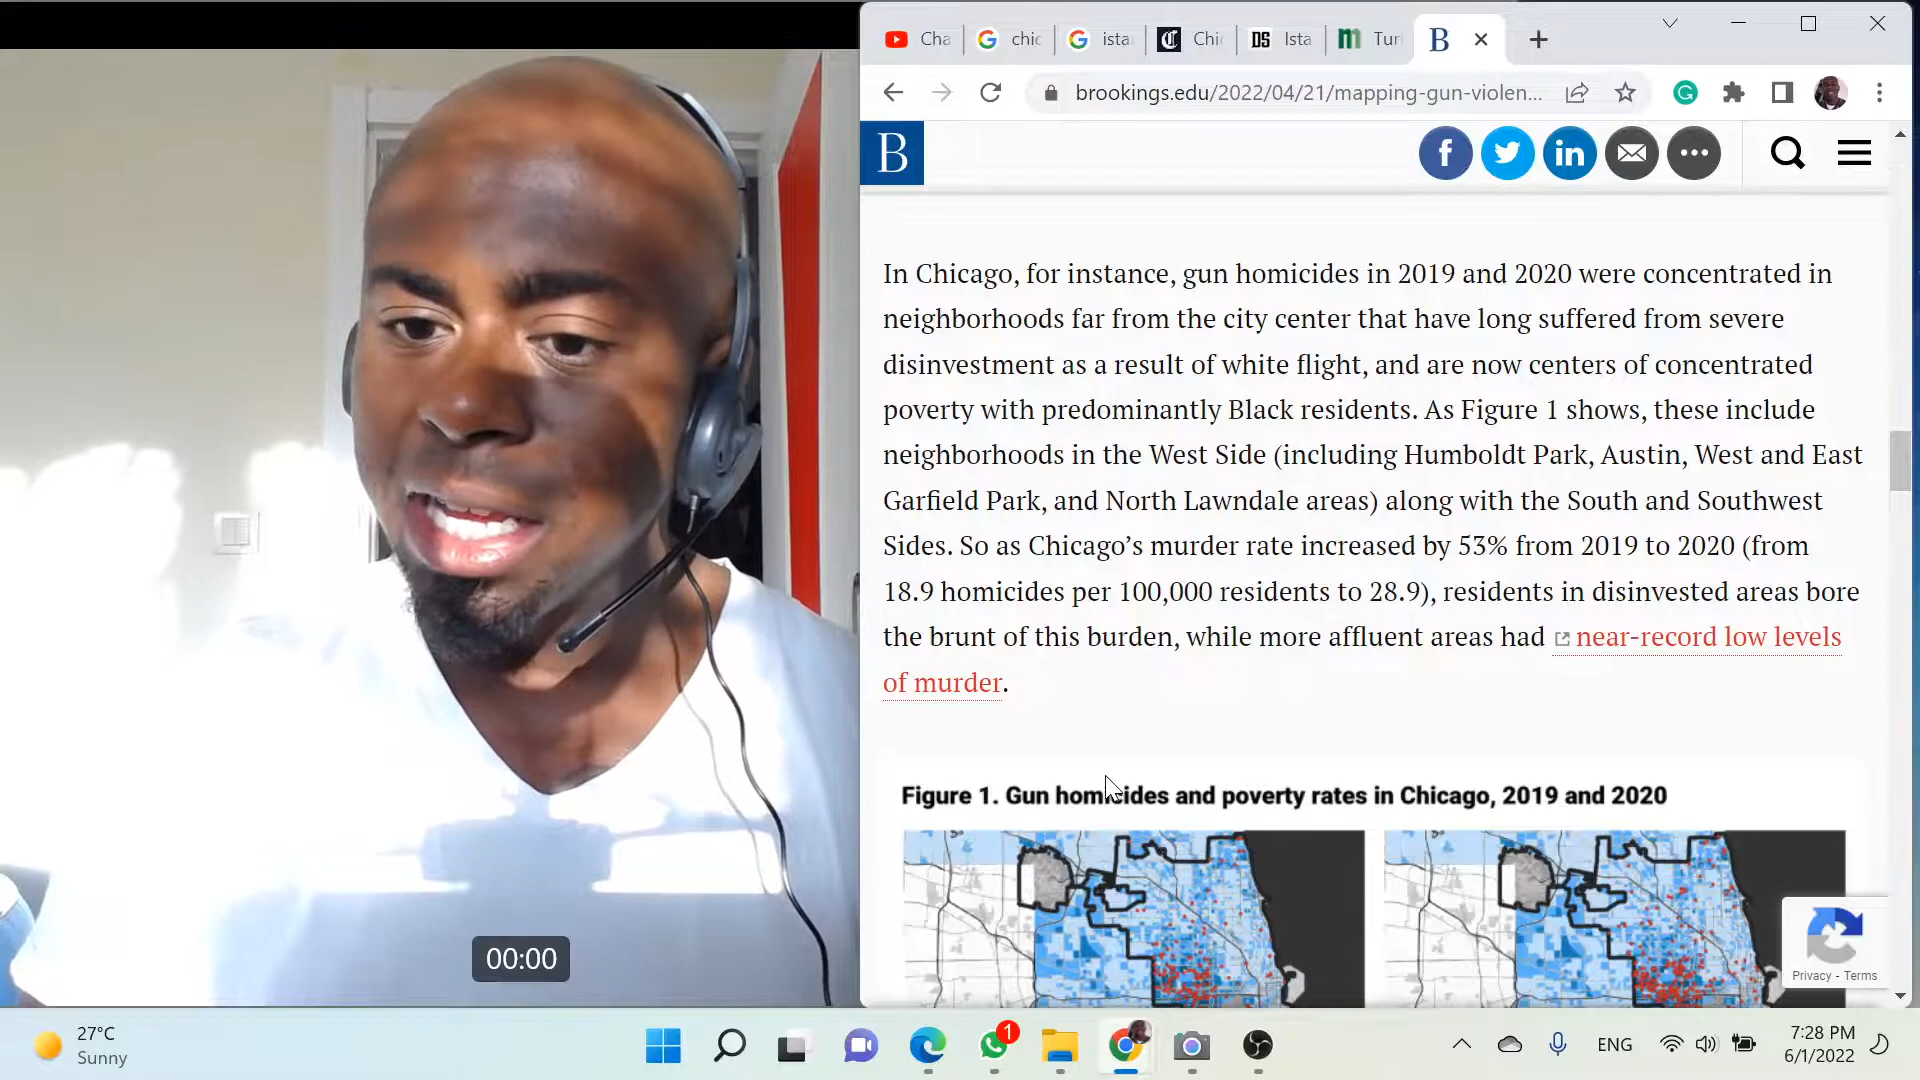 Cha
chic
ista
Chi
DS
Ista
Tur
B
brookings.edu/2022/04/21/mapping-gun-violen...
B
In Chicago, for instance, gun homicides in 2019 and 2020 were concentrated in
neighborhoods far from the city center that have long suffered from severe
disinvestment as a result of white flight, and are now centers of concentrated
poverty with predominantly Black residents. As Figure 1 shows, these include
neighborhoods in the West Side (including Humboldt Park, Austin, West and East
Garfield Park, and North Lawndale areas) along with the South and Southwest
Sides. So as Chicago’s murder rate increased by 53% from 2019 to 2020 (from
18.9 homicides per 100,000 residents to 28.9), residents in disinvested areas bore
the brunt of this burden, while more affluent areas had near-record low levels
of murder.
Figure 1. Gun homicides and poverty rates in Chicago, 2019 and 2020
Privacy - Terms
00:00
27°C
Sunny
1
ENG
7:28 PM
6/1/2022